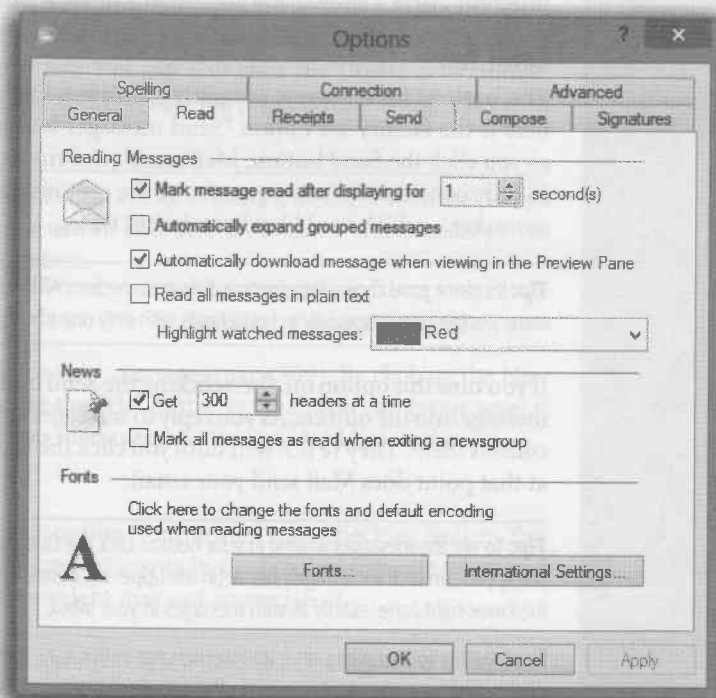 Options
?
Spelling Connection Advanced
General Read Receipts Send Compose Signatures
Reading Messages
Mark message read after displaying for 1 second(s)
Automatically expand grouped messages
Automatically download message when viewing in the Preview Pane
Read all messages in plain text
Highlight watched messages: Red
News
Get 300 headers at a time
Mark all messages as read when exiting a newsgroup
Fonts
Click here to change the fonts and default encoding
used when reading messages
A
Fonts... International Settings...
OK Cancel Apply